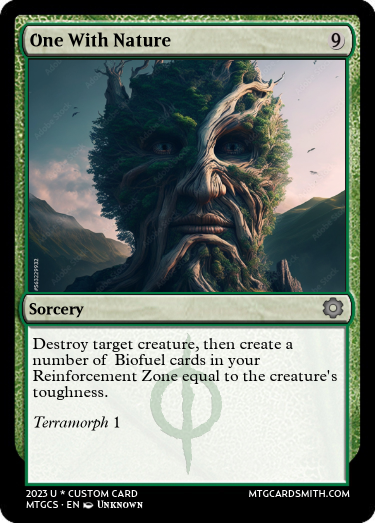 One With Nature 9
#563229932
Sorcery
Destroy target creature, then create a
number of Biofuel cards in your
Reinforcement Zone equal to the creature's
toughness.
Terramorph 1
2023 U * CUSTOM CARD MTGCARDSMITH.COM
MTGCS · EN Unknown